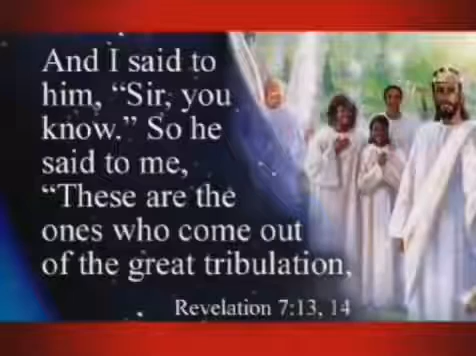 And I said to
him, “Sir, you
know.” So he
said to me,
“These are the
ones who come out
of the great tribulation,
Revelation 7:13, 14